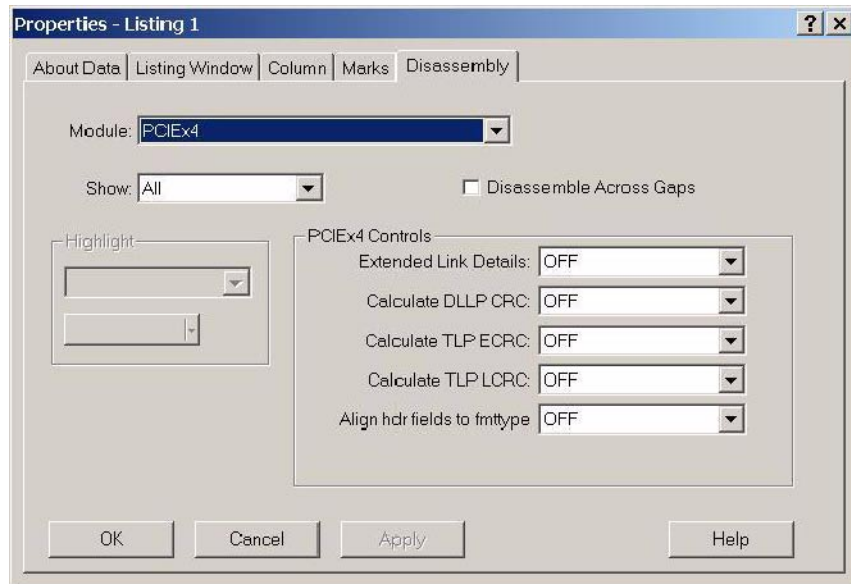 Properties - Listing 1
? ×
About Data Listing Window Column Marks Disassembly
Module: PCIEx4
Show: All Disassemble Across Gaps
Highlight
PCIEx4 Controls
Extended Link Details: OFF
Calculate DLLP CRC: OFF
Calculate TLP ECRC: OFF
Calculate TLP LCRC: OFF
Align hdr fields to fmttype OFF
OK Cancel Apply Help